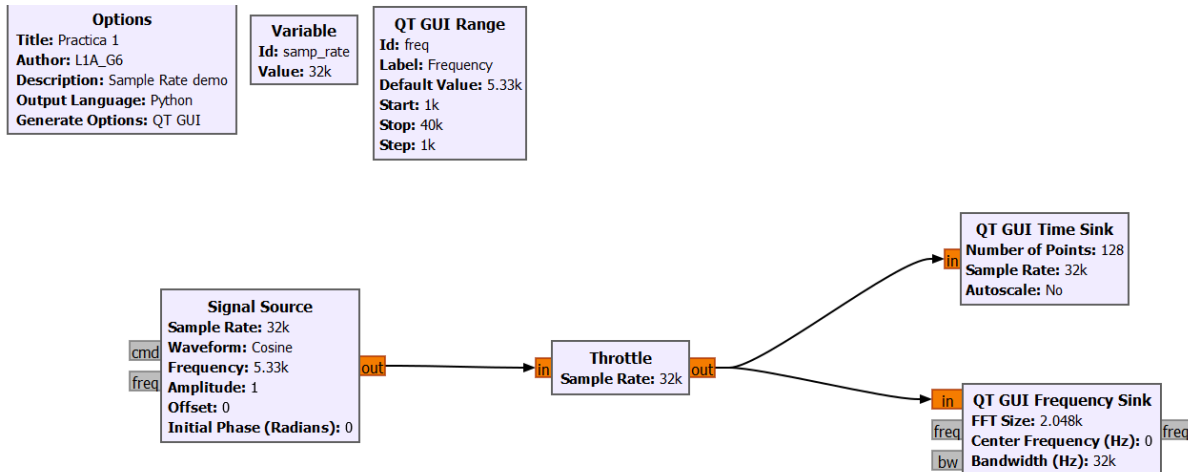 Options
Title: Practica 1
Author: L1A_G6
Description: Sample Rate demo
Output Language: Python
Generate Options: QT GUI
Variable
Id: samp_rate
Value: 32k
QT GUI Range
Id: freq
Label: Frequency
Default Value: 5.33k
Start: 1k
Stop: 40k
Step: 1k
Signal Source
Sample Rate: 32k
Waveform: Cosine
Frequency: 5.33k
Amplitude: 1
Offset: 0
Initial Phase (Radians): 0
cmd
freq
out
in
Throttle
Sample Rate: 32k
out
in
QT GUI Time Sink
Number of Points: 128
Sample Rate: 32k
Autoscale: No
in
freq
bw
QT GUI Frequency Sink
FFT Size: 2.048k
Center Frequency (Hz): 0
Bandwidth (Hz): 32k
freq